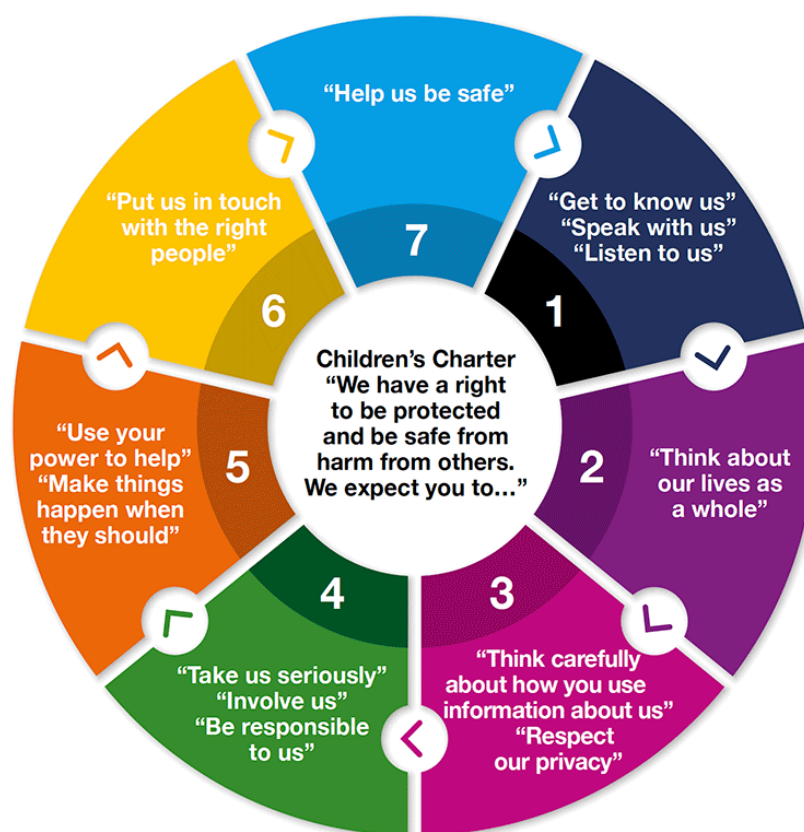 Children’s Charter
“We have a right
to be protected
and be safe from
harm from others.
We expect you to…”
1
“Get to know us”
“Speak with us”
“Listen to us”
2
“Think about
our lives as
a whole”
3
“Think carefully
about how you use
information about us”
“Respect
our privacy”
4
“Take us seriously”
“Involve us”
“Be responsible
to us”
5
“Use your
power to help”
“Make things
happen when
they should”
6
“Put us in touch
with the right
people”
7
“Help us be safe”